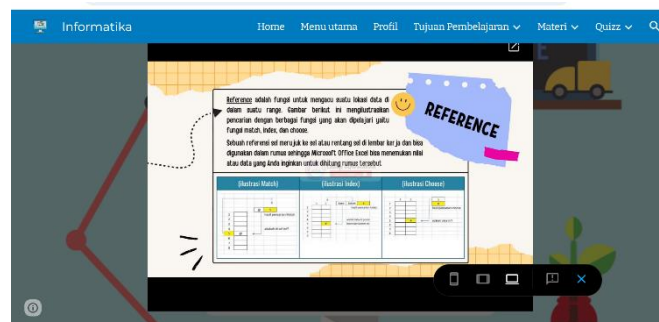 Informatika Home Menu utama Profil Tujuan Pembelajaran Materi Quizz
Reference adalah fungsi untuk mengacu suatu lokasi data di
dalam suatu range. Gambar berikut ini mengilustrasikan
pencarian dengan berbagai fungsi yang akan dipelajari yaitu
fungsi match, index, dan choose.
Sebuah referensi sel merujuk ke sel atau rentang sel di lembar kerja dan bisa
digunakan dalam rumus sehingga Microsoft Office Excel bisa menemukan nilai
atau data yang Anda inginkan untuk dihitung rumus tersebut.
REFERENCE
(Ilustrasi Match) (Ilustrasi Index) (Ilustrasi Choose)